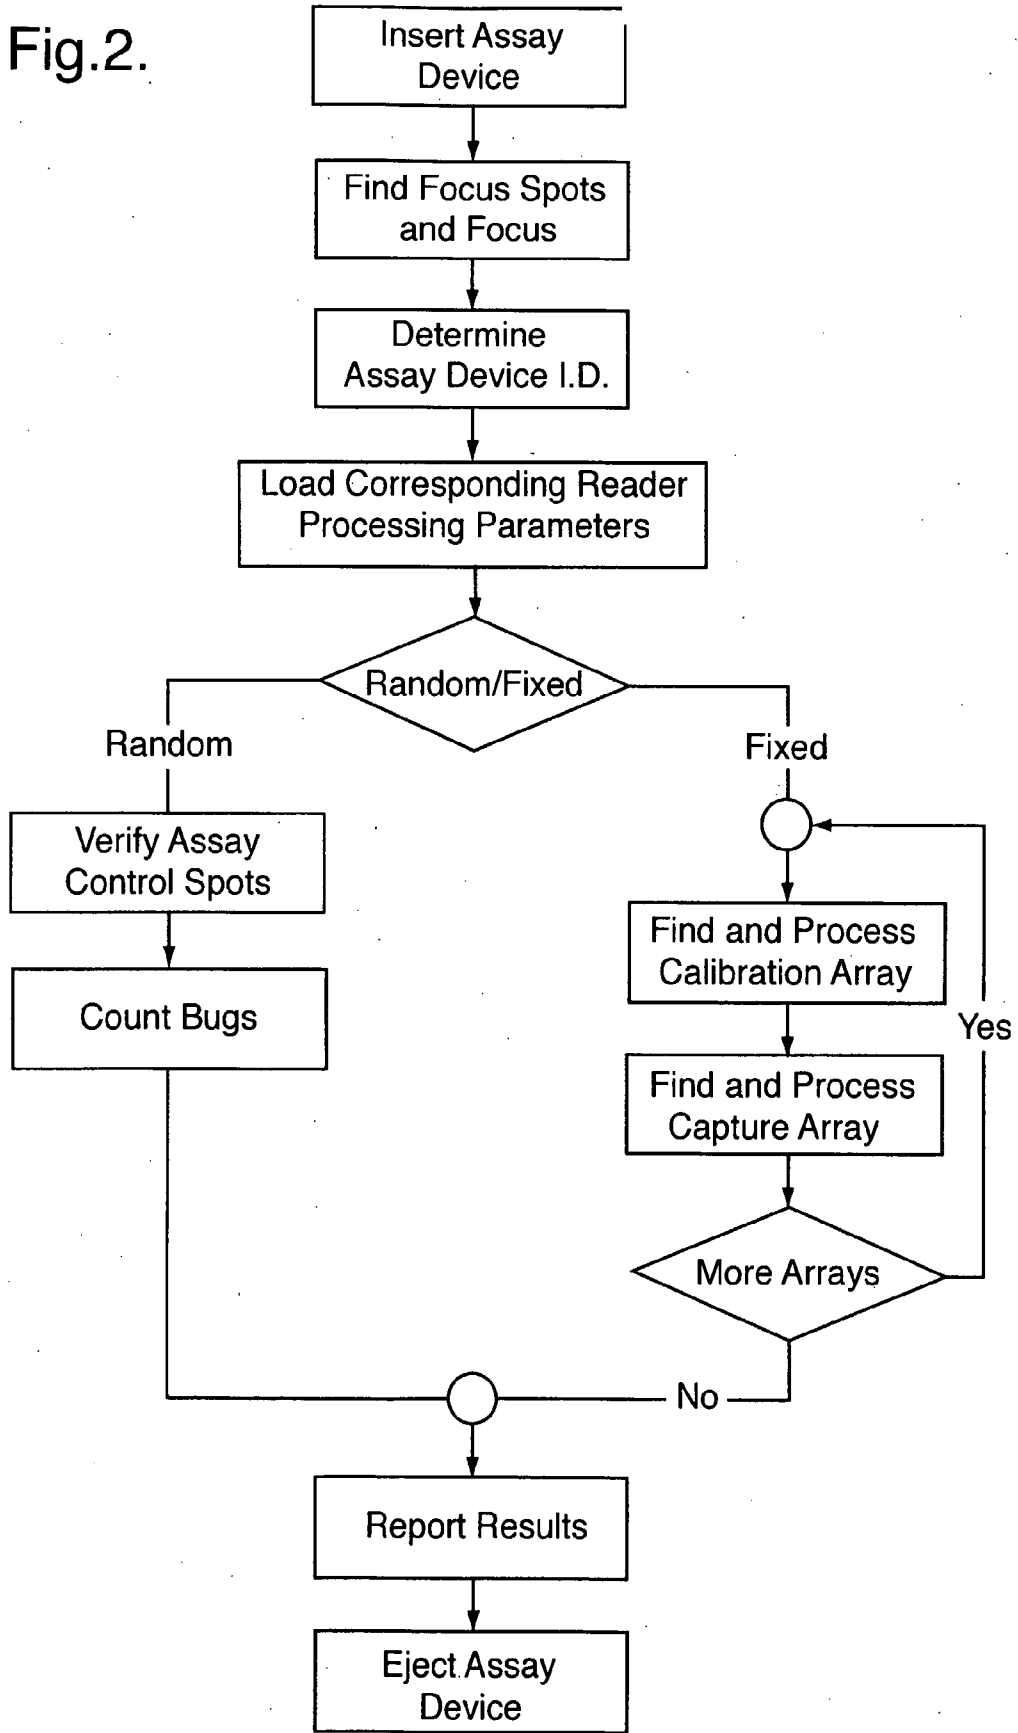 Fig.2.
Insert Assay
Device
Find Focus Spots
and Focus
Determine
Assay Device I.D.
Load Corresponding Reader
Processing Parameters
Random/Fixed
Random
Fixed
Verify Assay
Control Spots
Count Bugs
Find and Process
Calibration Array
Yes
Find and Process
Capture Array
More Arrays
No
Report Results
Eject Assay
Device